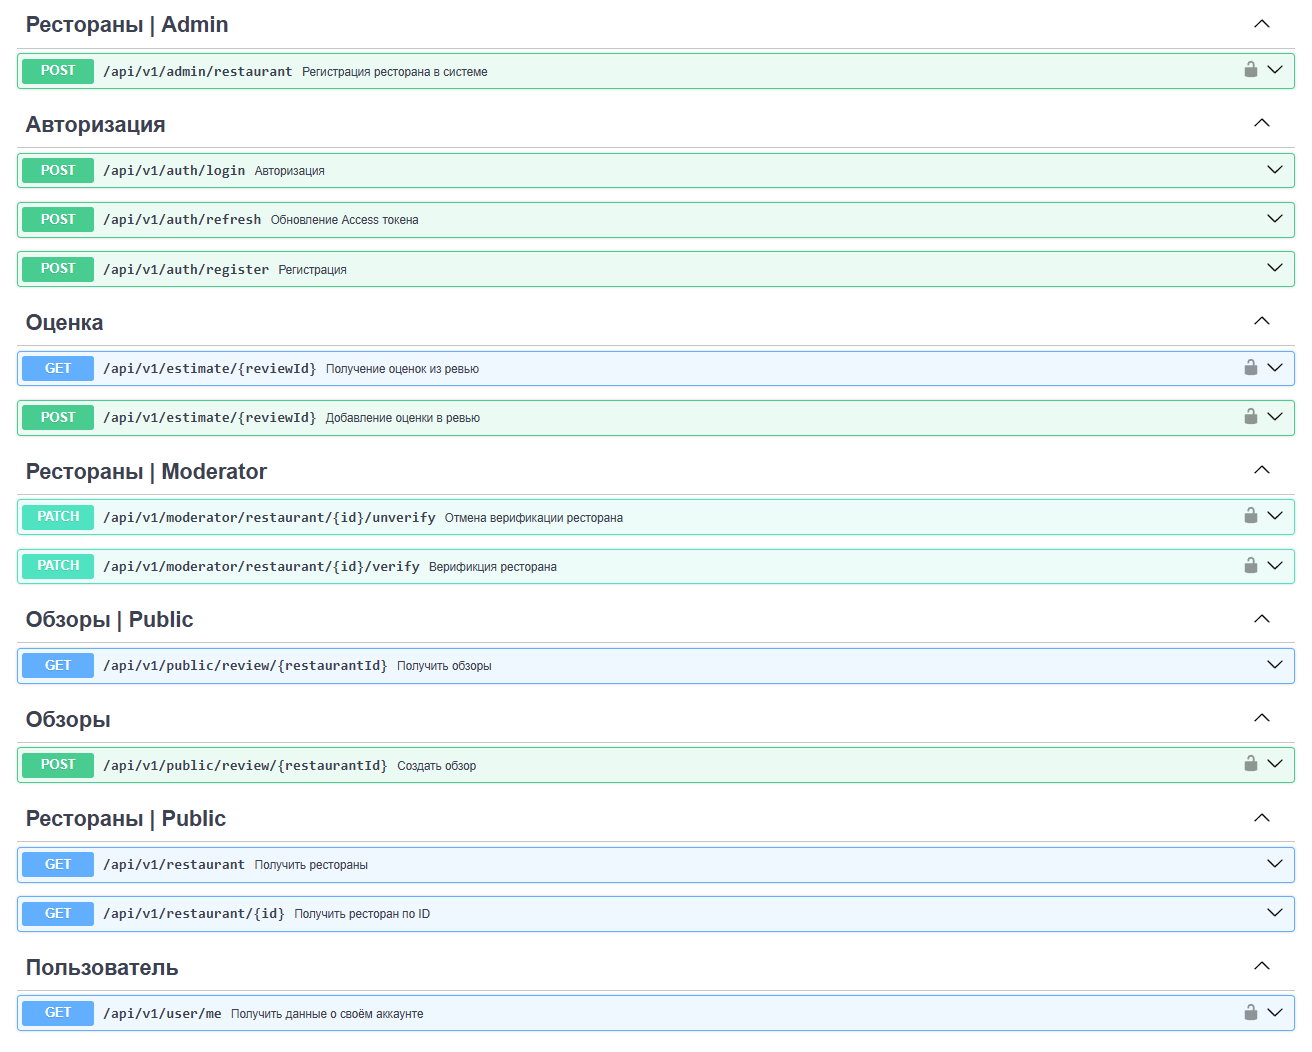 Рестораны | Admin
POST /api/v1/admin/restaurant Регистрация ресторана в системе
Авторизация
POST /api/v1/auth/login Авторизация
POST /api/v1/auth/refresh Обновление Access токена
POST /api/v1/auth/register Регистрация
Оценка
GET /api/v1/estimate/{reviewId} Получение оценок из ревью
POST /api/v1/estimate/{reviewId} Добавление оценки в ревью
Рестораны | Moderator
PATCH /api/v1/moderator/restaurant/{id}/unverify Отмена верификации ресторана
PATCH /api/v1/moderator/restaurant/{id}/verify Верификция ресторана
Обзоры | Public
GET /api/v1/public/review/{restaurantId} Получить обзоры
Обзоры
POST /api/v1/public/review/{restaurantId} Создать обзор
Рестораны | Public
GET /api/v1/restaurant Получить рестораны
GET /api/v1/restaurant/{id} Получить ресторан по ID
Пользователь
GET /api/v1/user/me Получить данные о своём аккаунте